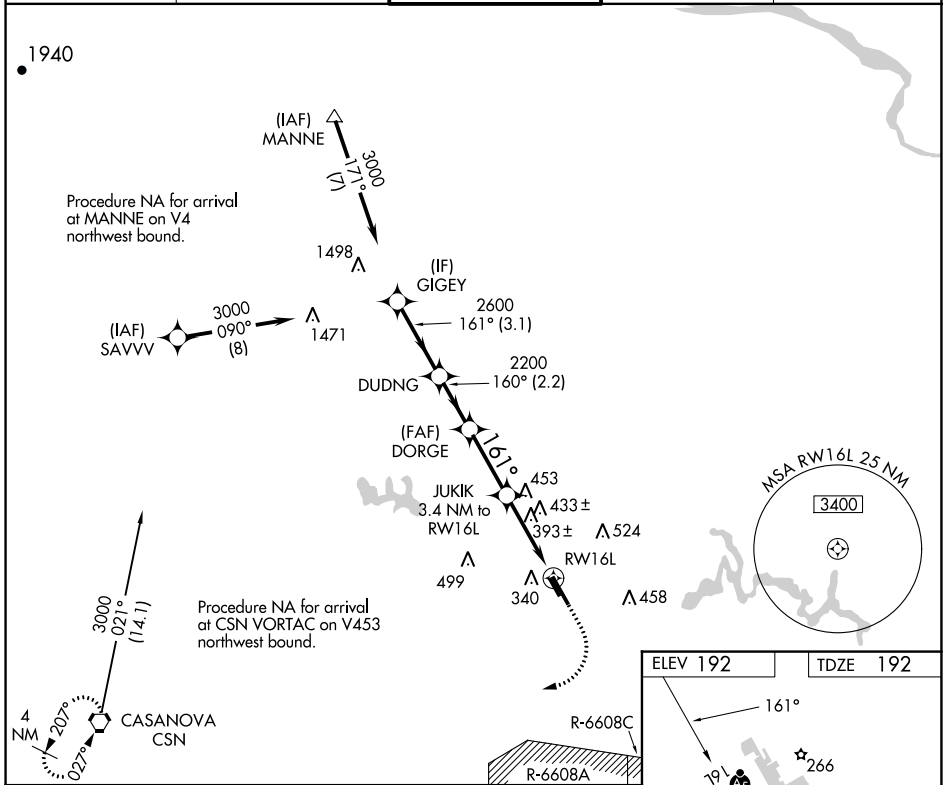 1940
(IAF)
MANNE
3000
171°
(7)
Procedure NA for arrival
at MANNE on V4
northwest bound.
1498
(IF)
GIGEY
2600
161° (3.1)
(IAF)
SAVVV
3000
090°
(8)
1471
2200
160° (2.2)
DUDNG
(FAF)
DORGE
161°
MSA RW16L 25 NM
3400
JUKIK
3.4 NM to
RW16L
453
433 ±
393 ±
524
RW16L
499
340
458
3000
021°
(14.1)
Procedure NA for arrival
at CSN VORTAC on V453
northwest bound.
ELEV 192
TDZE 192
161°
4
NM
207°
027°
CASANOVA
CSN
R-6608C
R-6608A
266
16L